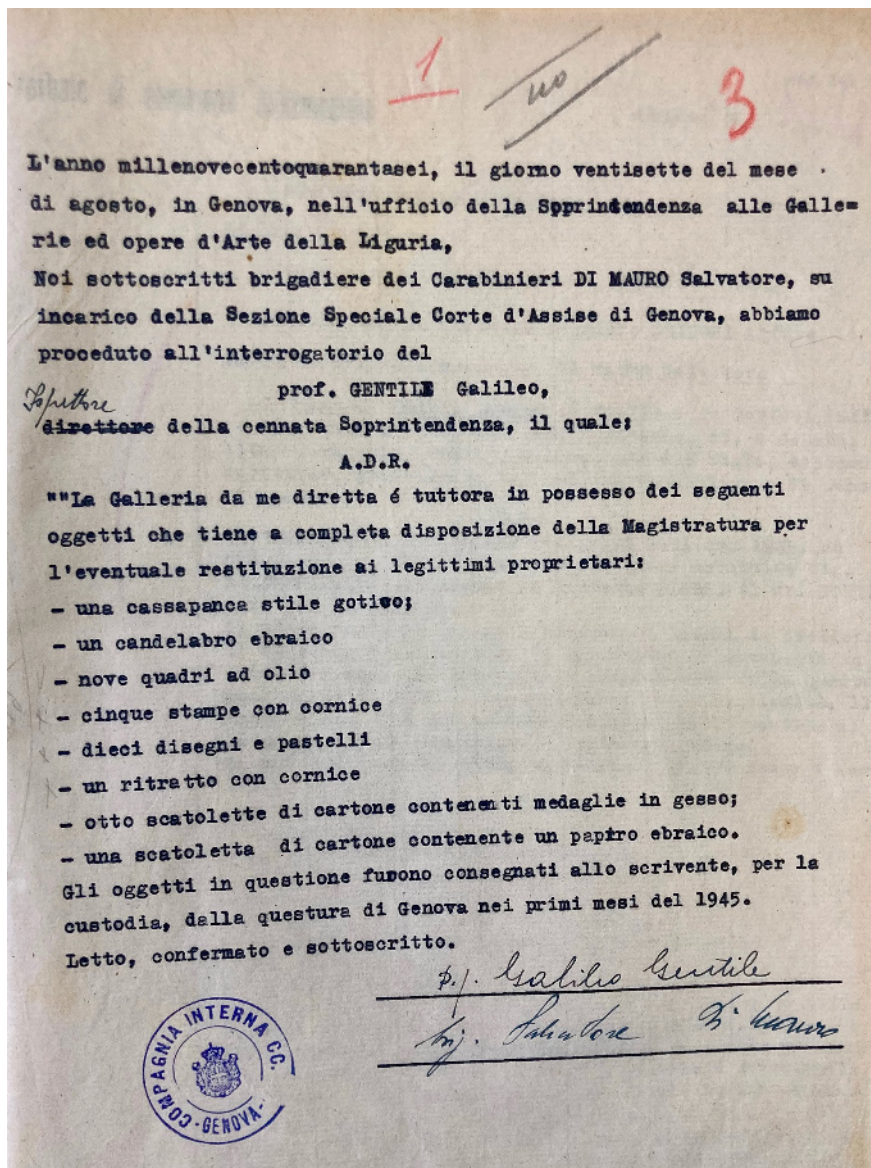 1
no
3
L'anno millenovecentoquarantasei, il giorno ventisette del mese
di agosto, in Genova, nell'ufficio della Spprintendenza alle Galle=
rie ed opere d'Arte della Liguria,
Noi sottoscritti brigadiere dei Carabinieri DI MAURO Salvatore, su
incarico della Sezione Speciale Corte d'Assise di Genova, abbiamo
proceduto all'interrogatorio del
prof. GENTILE Galileo,
Ispettore
direttore della cennata Soprintendenza, il quale:
A.D.R.
""La Galleria da me diretta é tuttora in possesso dei seguenti
oggetti che tiene a completa disposizione della Magistratura per
l'eventuale restituzione ai legittimi proprietari:
- una cassapanca stile gotico;
- un candelabro ebraico
- nove quadri ad olio
- cinque stampe con cornice
- dieci disegni e pastelli
- un ritratto con cornice
- otto scatolette di cartone contenenti medaglie in gesso;
- una scatoletta di cartone contenente un papiro ebraico.
Gli oggetti in questione furono consegnati allo scrivente, per la
custodia, dalla questura di Genova nei primi mesi del 1945.
Letto, confermato e sottoscritto.
p.f. Galileo Gentile
brig. Salvatore Di Mauro
COMPAGNIA INTERNA CC.
-GENOVA-